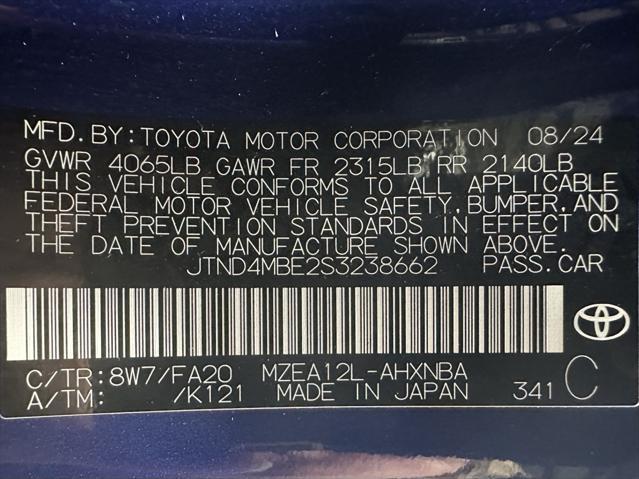 MFD. BY: TOYOTA MOTOR CORPORATION 08/24
GVWR 4065LB GAWR FR 2315LB RR 2140LB
THIS VEHICLE CONFORMS TO ALL APPLICABLE
FEDERAL MOTOR VEHICLE SAFETY, BUMPER, AND
THEFT PREVENTION STANDARDS IN EFFECT ON
THE DATE OF MANUFACTURE SHOWN ABOVE.
JTND4MBE2S3238662 PASS. CAR
C/TR: 8W7/FA20 MZEA12L-AHXNBA
A/TM: /K121 MADE IN JAPAN 341 C